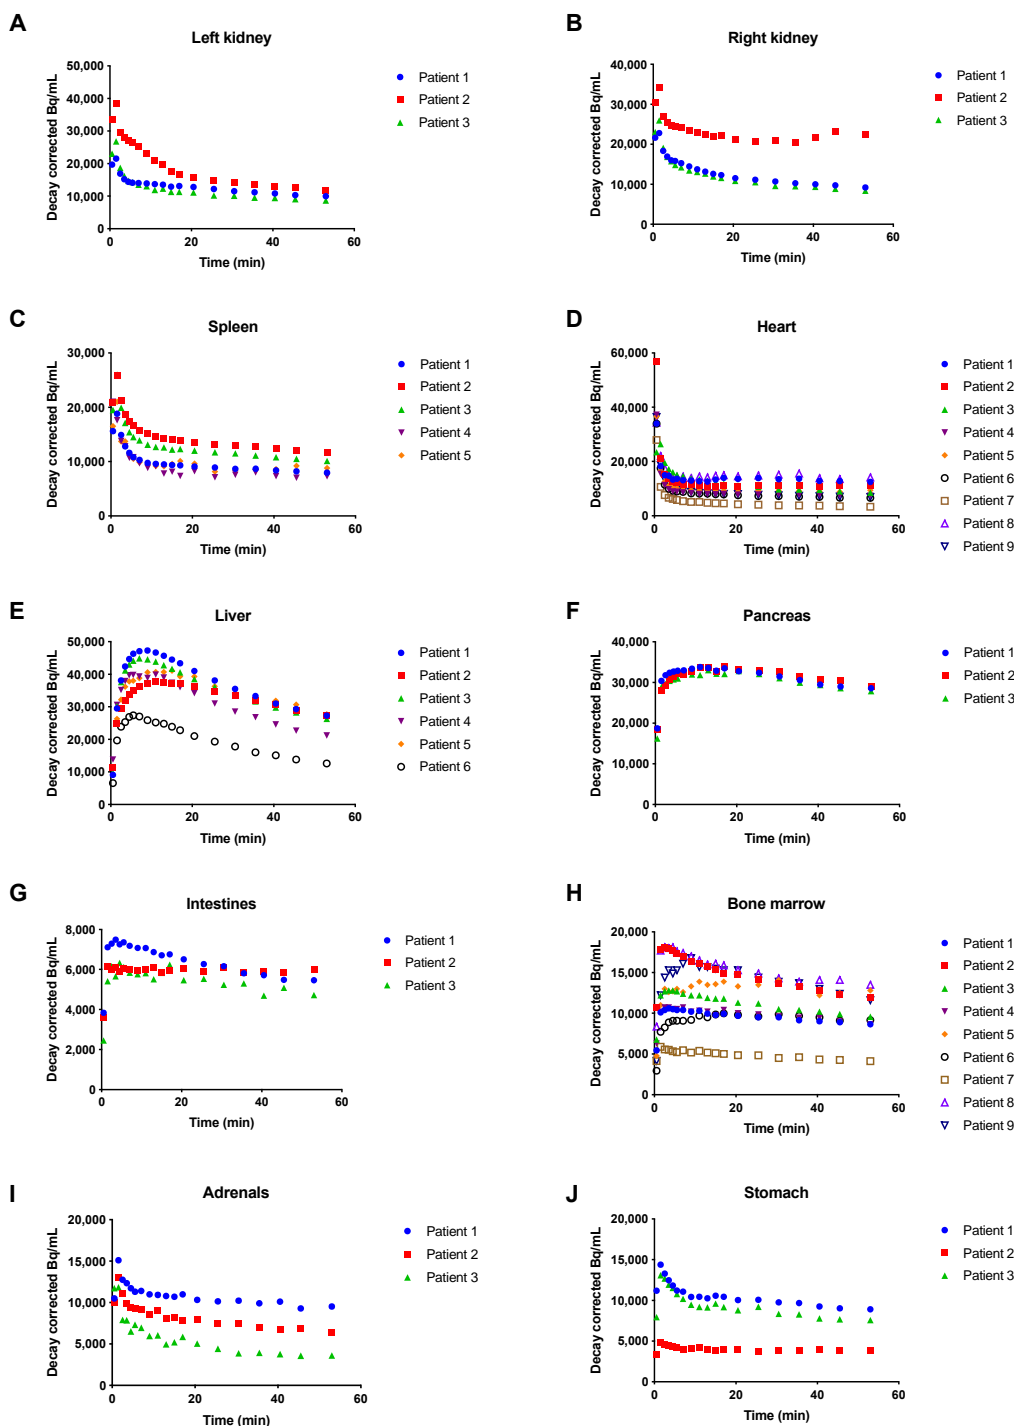 A
Left kidney
Decay corrected Bq/mL
50,000
40,000
30,000
20,000
10,000
0
0 20 40 60
Time (min)
Patient 1
Patient 2
Patient 3
B
Right kidney
Decay corrected Bq/mL
40,000
30,000
20,000
10,000
0
0 20 40 60
Time (min)
Patient 1
Patient 2
Patient 3
C
Spleen
Decay corrected Bq/mL
30,000
20,000
10,000
0
0 20 40 60
Time (min)
Patient 1
Patient 2
Patient 3
Patient 4
Patient 5
D
Heart
Decay corrected Bq/mL
60,000
40,000
20,000
0
0 20 40 60
Time (min)
Patient 1
Patient 2
Patient 3
Patient 4
Patient 5
Patient 6
Patient 7
Patient 8
Patient 9
E
Liver
Decay corrected Bq/mL
50,000
40,000
30,000
20,000
10,000
0
0 20 40 60
Time (min)
Patient 1
Patient 2
Patient 3
Patient 4
Patient 5
Patient 6
F
Pancreas
Decay corrected Bq/mL
40,000
30,000
20,000
10,000
0
0 20 40 60
Time (min)
Patient 1
Patient 2
Patient 3
G
Intestines
Decay corrected Bq/mL
8,000
6,000
4,000
2,000
0
0 20 40 60
Time (min)
Patient 1
Patient 2
Patient 3
H
Bone marrow
Decay corrected Bq/mL
20,000
15,000
10,000
5,000
0
0 20 40 60
Time (min)
Patient 1
Patient 2
Patient 3
Patient 4
Patient 5
Patient 6
Patient 7
Patient 8
Patient 9
I
Adrenals
Decay corrected Bq/mL
20,000
15,000
10,000
5,000
0
0 20 40 60
Time (min)
Patient 1
Patient 2
Patient 3
J
Stomach
Decay corrected Bq/mL
20,000
15,000
10,000
5,000
0
0 20 40 60
Time (min)
Patient 1
Patient 2
Patient 3